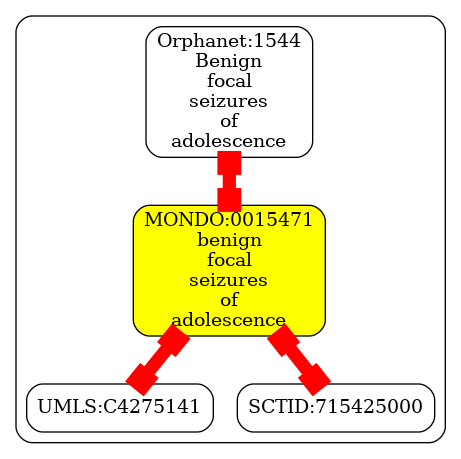 Orphanet:1544
Benign
focal
seizures
of
adolescence
MONDO:0015471
benign
focal
seizures
of
adolescence
UMLS:C4275141
SCTID:715425000